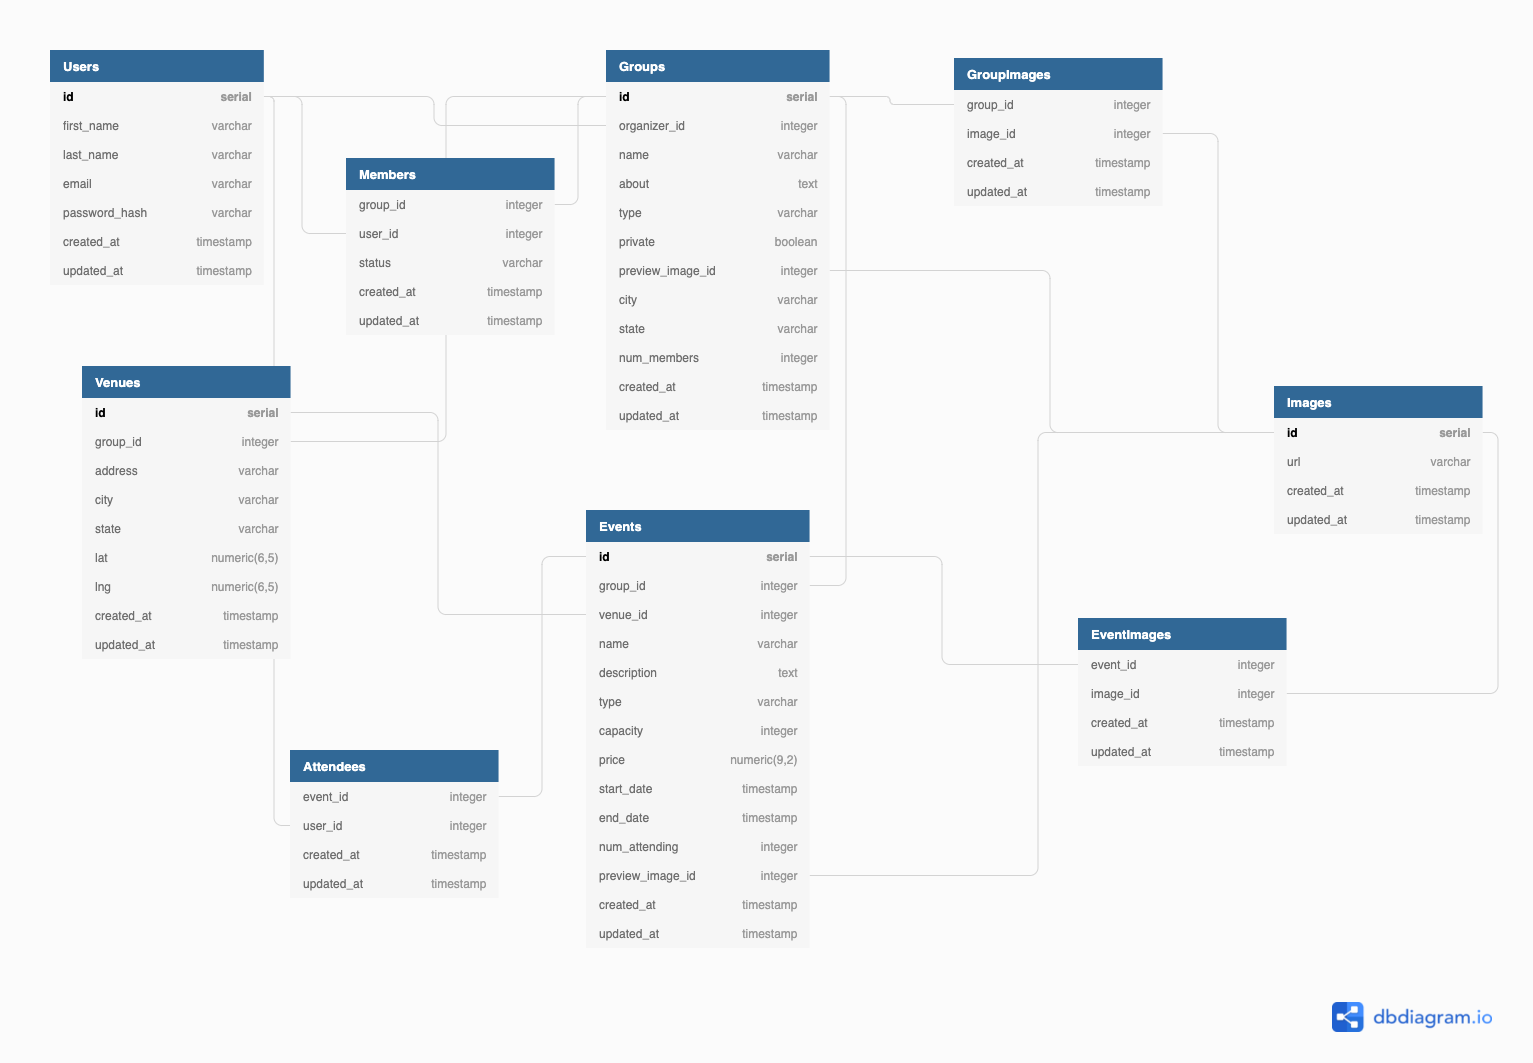 Users
id serial
first_name varchar
last_name varchar
email varchar
password_hash varchar
created_at timestamp
updated_at timestamp
Members
group_id integer
user_id integer
status varchar
created_at timestamp
updated_at timestamp
Groups
id serial
organizer_id integer
name varchar
about text
type varchar
private boolean
preview_image_id integer
city varchar
state varchar
num_members integer
created_at timestamp
updated_at timestamp
GroupImages
group_id integer
image_id integer
created_at timestamp
updated_at timestamp
Venues
id serial
group_id integer
address varchar
city varchar
state varchar
lat numeric(6,5)
lng numeric(6,5)
created_at timestamp
updated_at timestamp
Images
id serial
url varchar
created_at timestamp
updated_at timestamp
Events
id serial
group_id integer
venue_id integer
name varchar
description text
type varchar
capacity integer
price numeric(9,2)
start_date timestamp
end_date timestamp
num_attending integer
preview_image_id integer
created_at timestamp
updated_at timestamp
EventImages
event_id integer
image_id integer
created_at timestamp
updated_at timestamp
Attendees
event_id integer
user_id integer
created_at timestamp
updated_at timestamp
dbdiagram.io